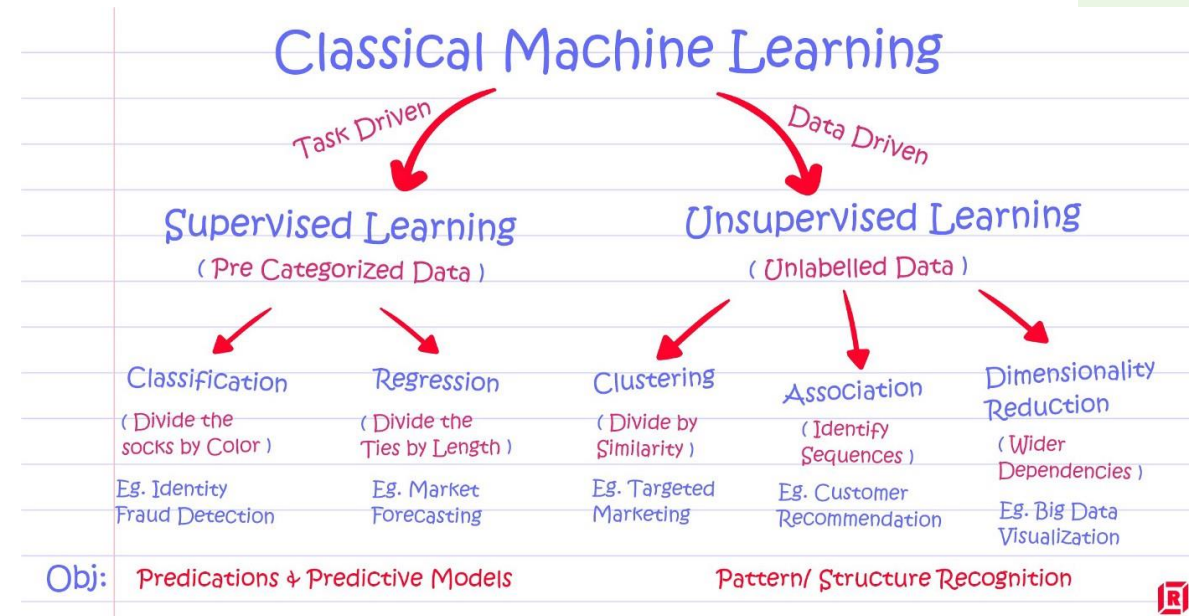 Classical Machine Learning
Task Driven
Data Driven
Supervised Learning
( Pre Categorized Data )
Unsupervised Learning
( Unlabelled Data )
Classification
( Divide the
socks by Color )
Eg. Identity
Fraud Detection
Regression
( Divide the
Ties by Length )
Eg. Market
Forecasting
Clustering
( Divide by
Similarity )
Eg. Targeted
Marketing
Association
( Identify
Sequences )
Eg. Customer
Recommendation
Dimensionality
Reduction
( Wider
Dependencies )
Eg. Big Data
Visualization
Obj: Predications & Predictive Models
Pattern/ Structure Recognition
R